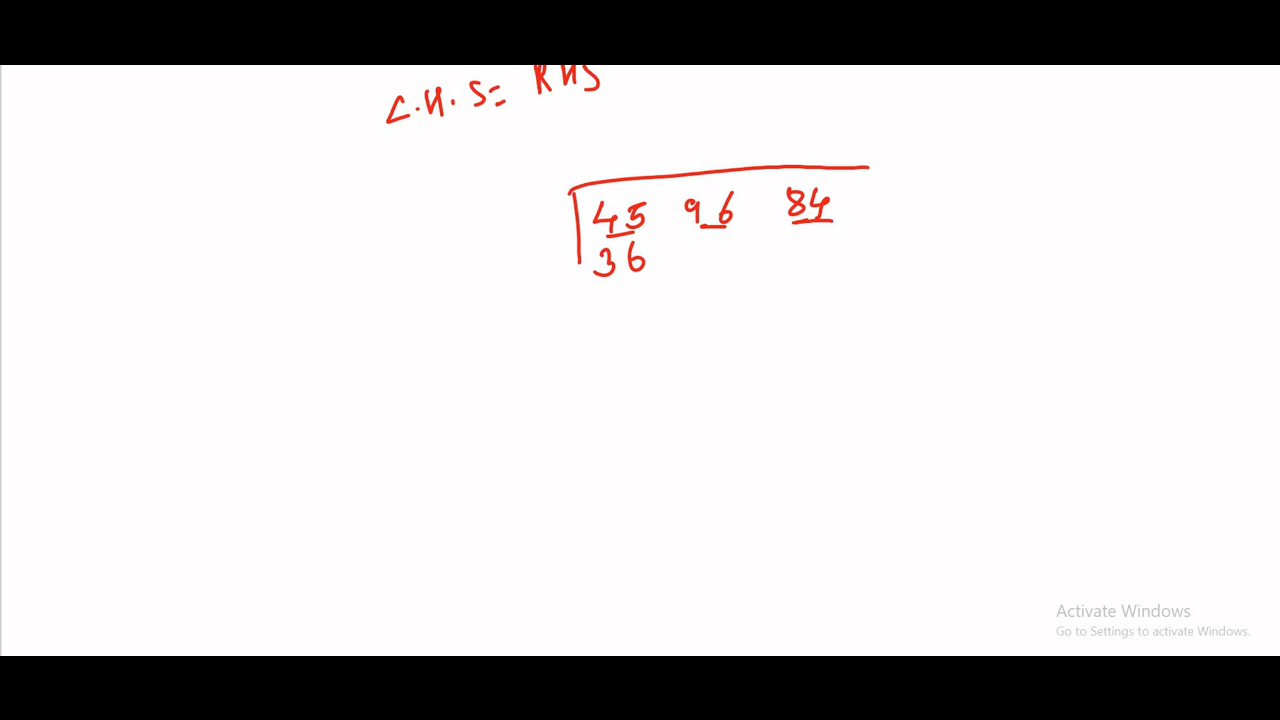 L.H.S= RHS
45 96 84
36
Activate Windows
Go to Settings to activate Windows.